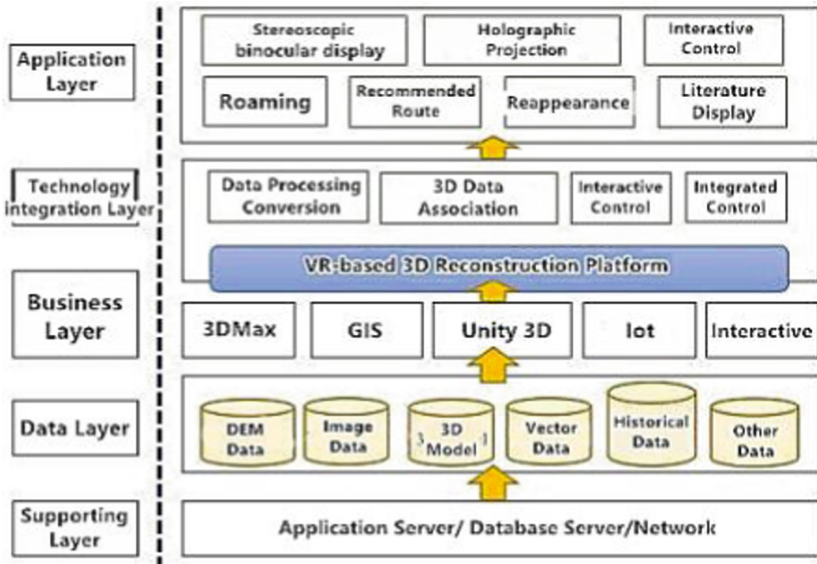 Application
Layer
Stereoscopic
binocular display
Holographic
Projection
Interactive
Control
Roaming
Recommended
Route
Reappearance
Literature
Display
Technology
integration Layer
Data Processing
Conversion
3D Data
Association
Interactive
Control
Integrated
Control
VR-based 3D Reconstruction Platform
Business
Layer
3DMax
GIS
Unity 3D
Iot
Interactive
Data Layer
DEM
Data
Image
Data
3D
Model
Vector
Data
Historical
Data
Other
Data
Supporting
Layer
Application Server/ Database Server/Network